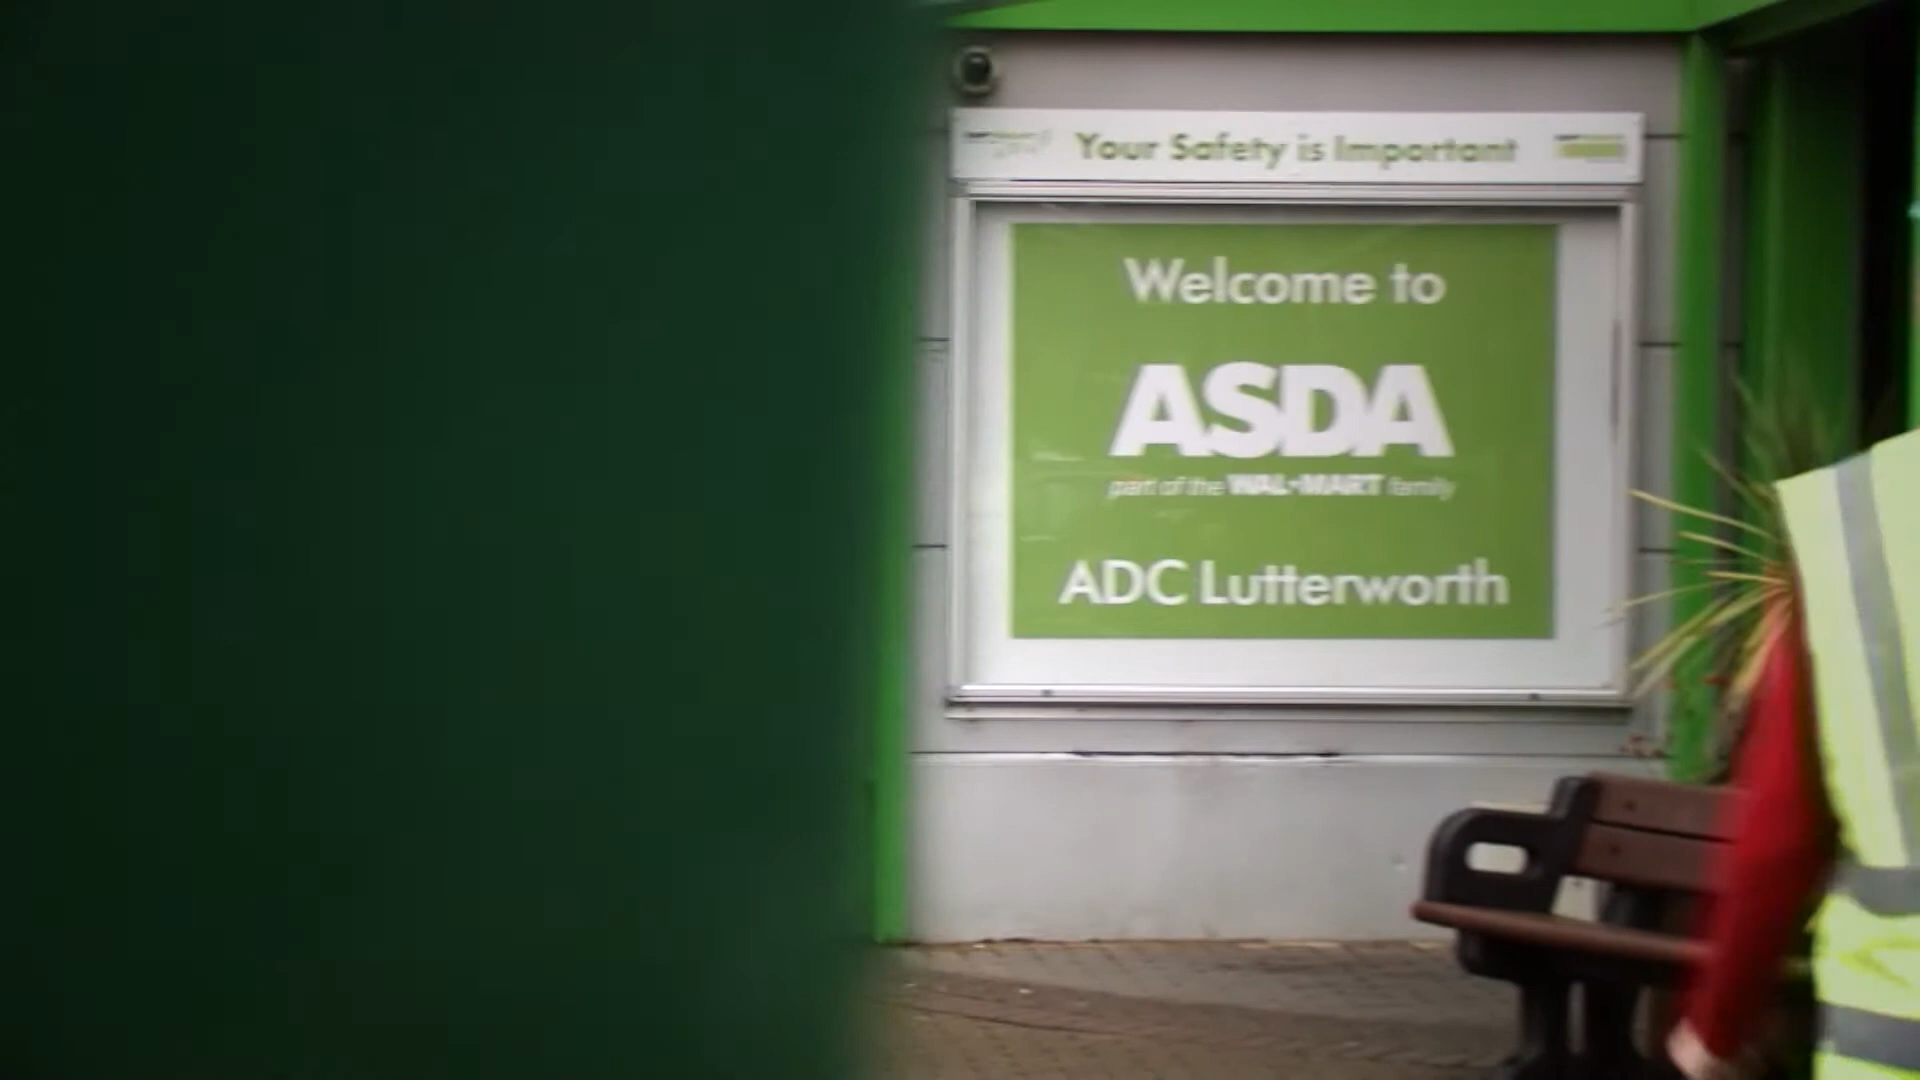 Your Safety is Important
Welcome to
ASDA
part of the WAL•MART family
ADC Lutterworth